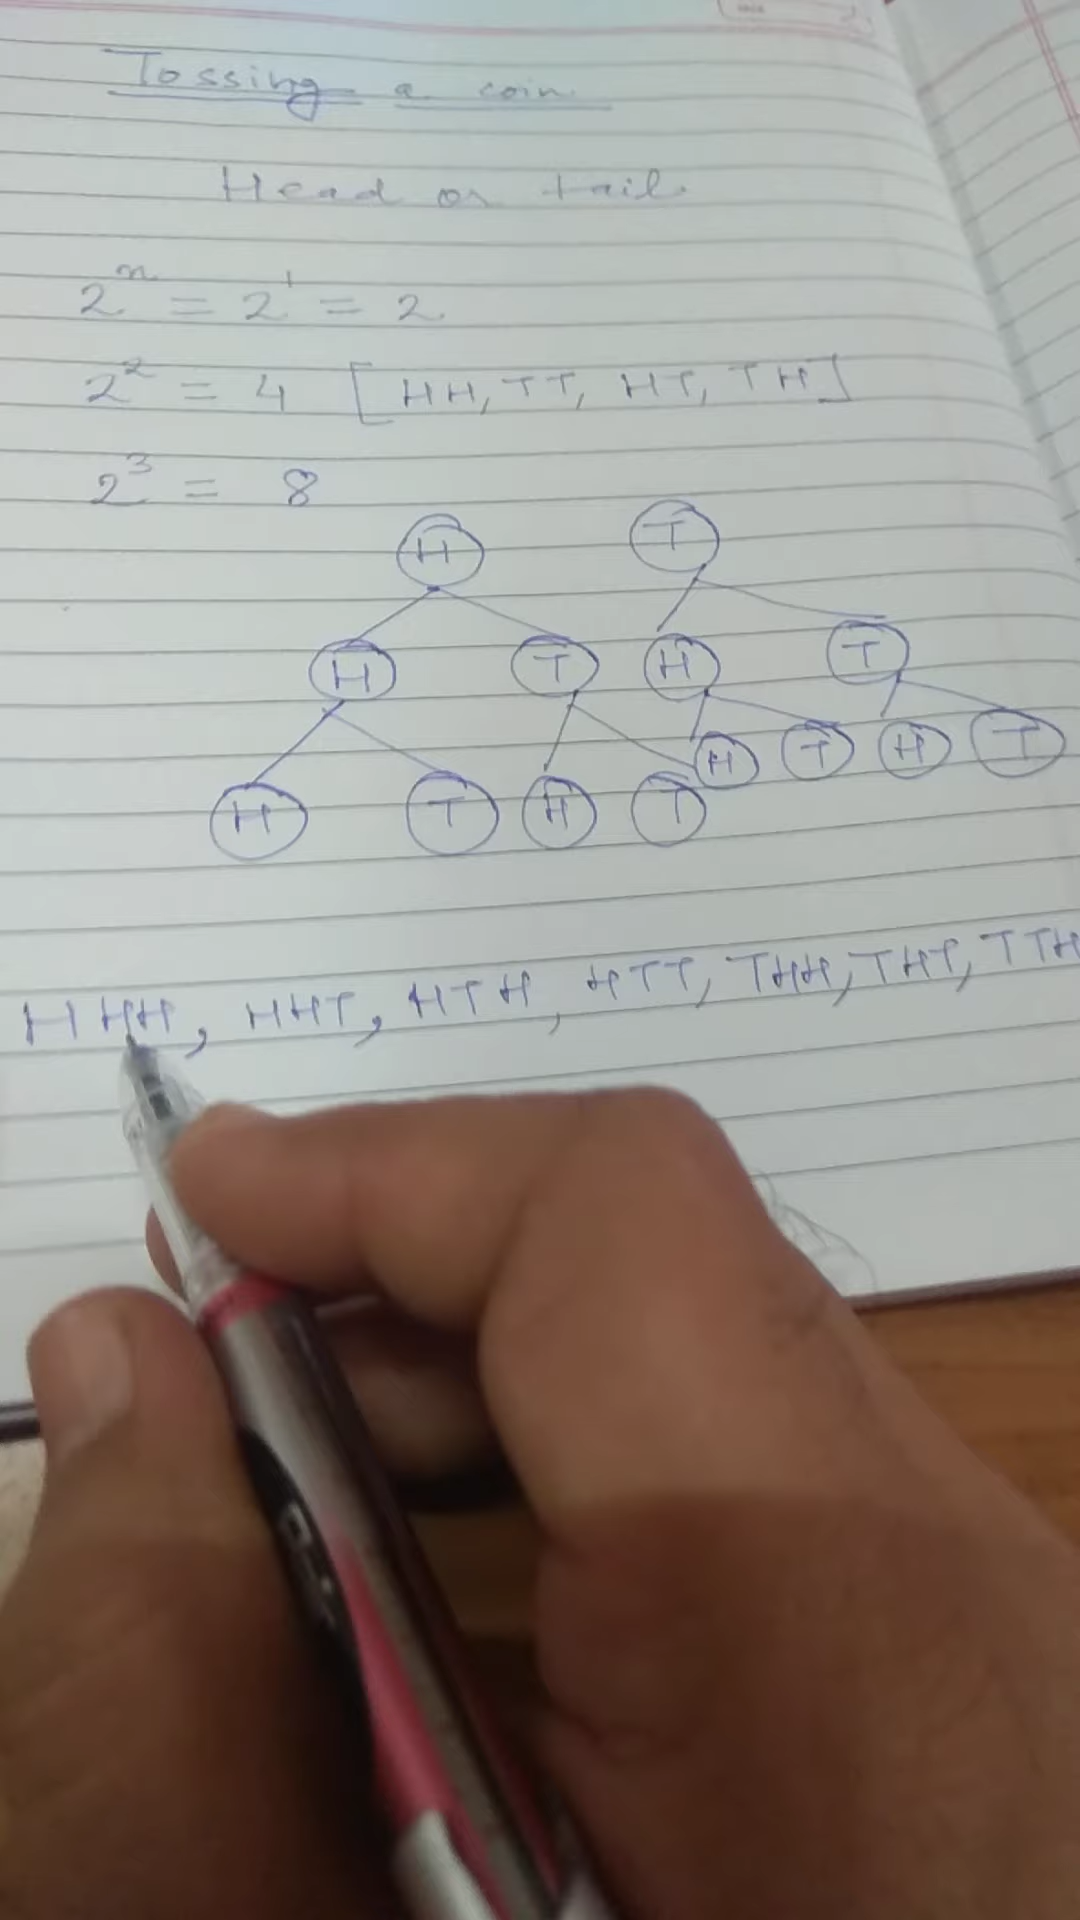 Tossing a coin
Head or tail.
2^n = 2^1 = 2
2^2 = 4 [HH, TT, HT, TH]
2^3 = 8
H T
H T H T
H T H T H T H T
HHH, HHT, HTH, HTT, THH, THT, TTH